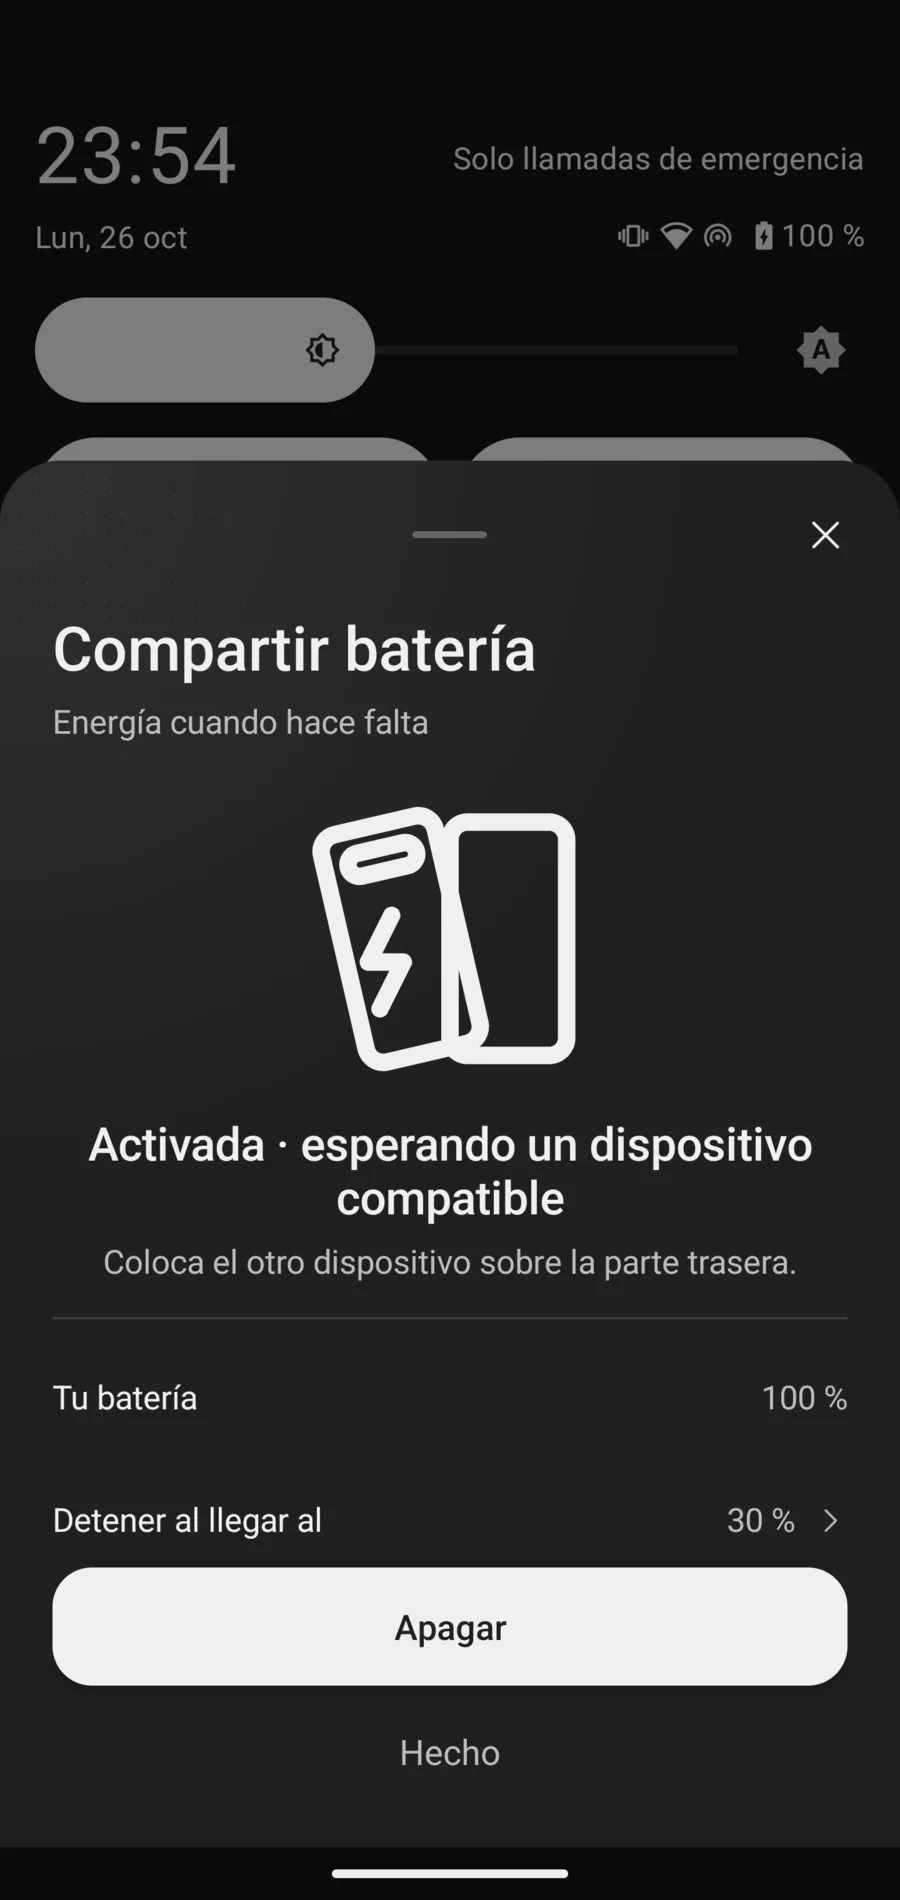 23:54
Solo llamadas de emergencia
Lun, 26 oct
100 %
A
Compartir batería
Energía cuando hace falta
Activada · esperando un dispositivo
compatible
Coloca el otro dispositivo sobre la parte trasera.
Tu batería
100 %
Detener al llegar al
30 %
Apagar
Hecho